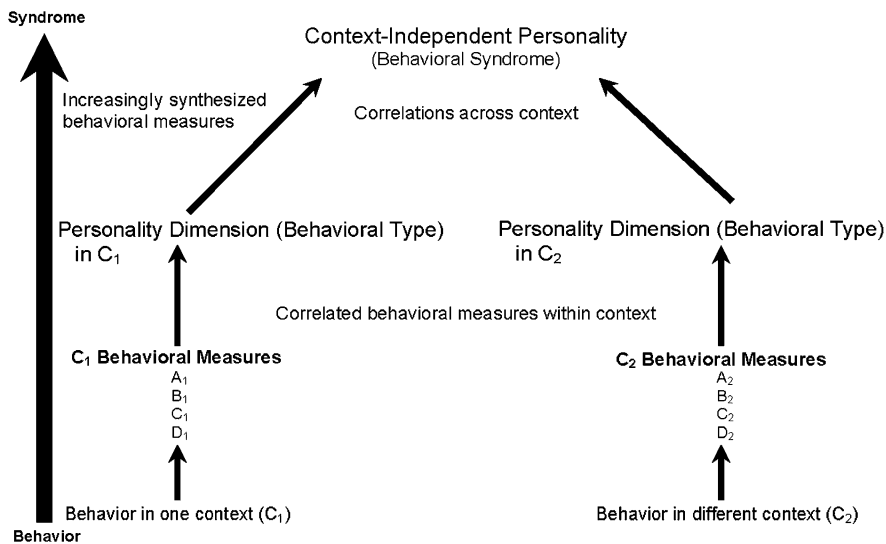 Syndrome
Context-Independent Personality
(Behavioral Syndrome)
Increasingly synthesized
behavioral measures
Correlations across context
Personality Dimension (Behavioral Type)
in C₁
Personality Dimension (Behavioral Type)
in C₂
Correlated behavioral measures within context
C₁ Behavioral Measures
A₁
B₁
C₁
D₁
C₂ Behavioral Measures
A₂
B₂
C₂
D₂
Behavior in one context (C₁)
Behavior in different context (C₂)
Behavior